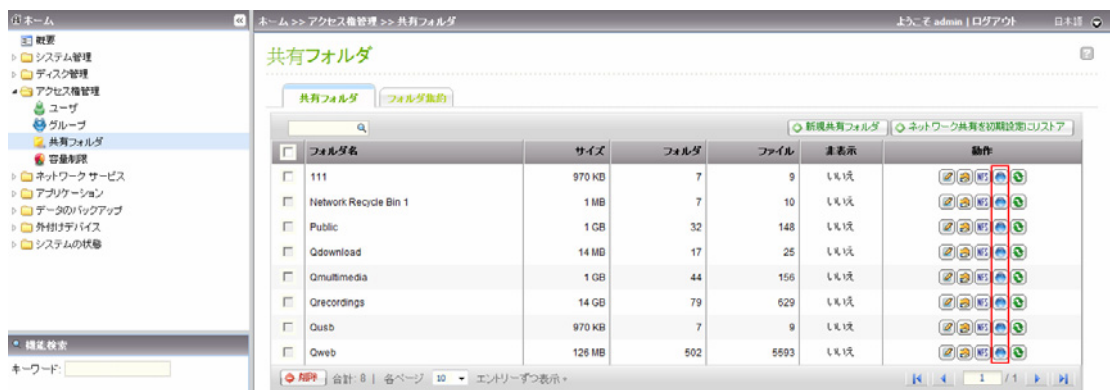 ホーム
ホーム >> アクセス権管理 >> 共有フォルダ
ようこそ admin | ログアウト
日本語
概要
システム管理
ディスク管理
アクセス権管理
ユーザ
グループ
共有フォルダ
容量制限
ネットワーク サービス
アプリケーション
データのバックアップ
外付けデバイス
システムの状態
機能検索
キーワード:
共有フォルダ
共有フォルダ フォルダ集約
新規共有フォルダ ネットワーク共有を初期設定にリストア
フォルダ名 サイズ フォルダ ファイル 非表示 動作
111 970 KB 7 9 いいえ NFS
Network Recycle Bin 1 1 MB 7 10 いいえ NFS
Public 1 GB 32 148 いいえ NFS
Qdownload 14 MB 17 25 いいえ NFS
Qmultimedia 1 GB 44 156 いいえ NFS
Qrecordings 14 GB 79 629 いいえ NFS
Qusb 970 KB 7 9 いいえ NFS
Qweb 126 MB 502 5593 いいえ NFS
削除 合計: 8 | 各ページ 10 エントリーずつ表示。 1 / 1